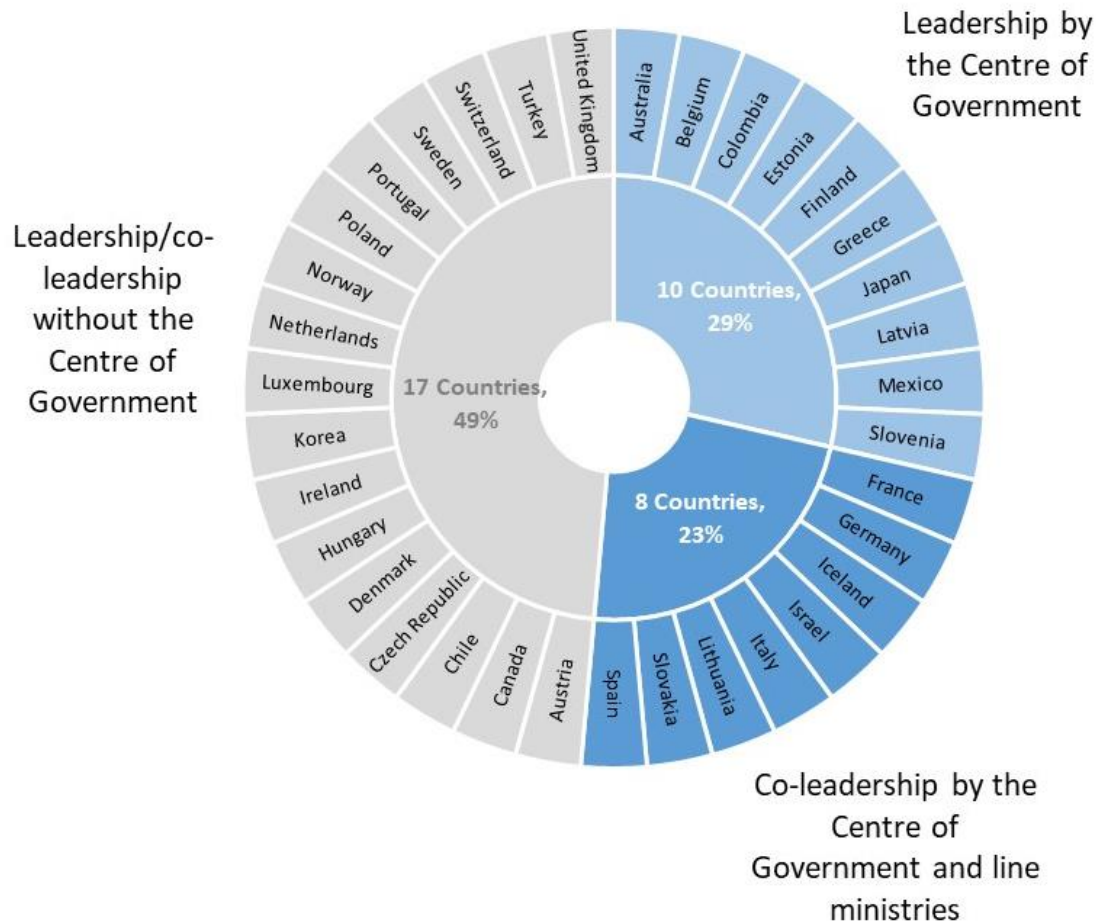 Leadership by
the Centre of
Government
Leadership/co-
leadership
without the
Centre of
Government
Co-leadership by the
Centre of
Government and line
ministries
10 Countries,
29%
8 Countries,
23%
17 Countries,
49%
Australia
Belgium
Colombia
Estonia
Finland
Greece
Japan
Latvia
Mexico
Slovenia
France
Germany
Iceland
Israel
Italy
Lithuania
Slovakia
Spain
Austria
Canada
Chile
Czech Republic
Denmark
Hungary
Ireland
Korea
Luxembourg
Netherlands
Norway
Poland
Portugal
Sweden
Switzerland
Turkey
United Kingdom